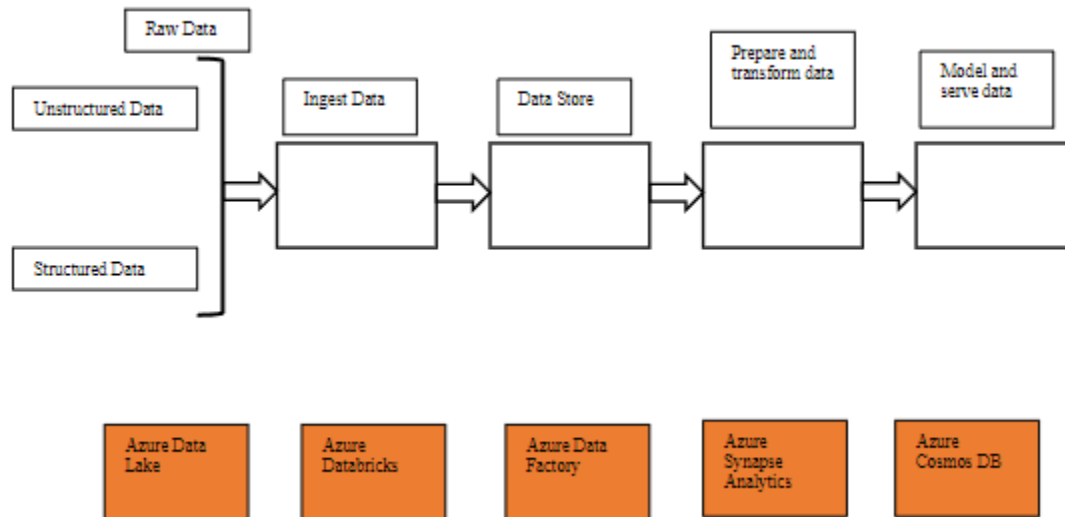 Raw Data
Unstructured Data
Structured Data
Ingest Data
Data Store
Prepare and
transform data
Model and
serve data
Azure Data
Lake
Azure
Databricks
Azure Data
Factory
Azure
Synapse
Analytics
Azure
Cosmos DB